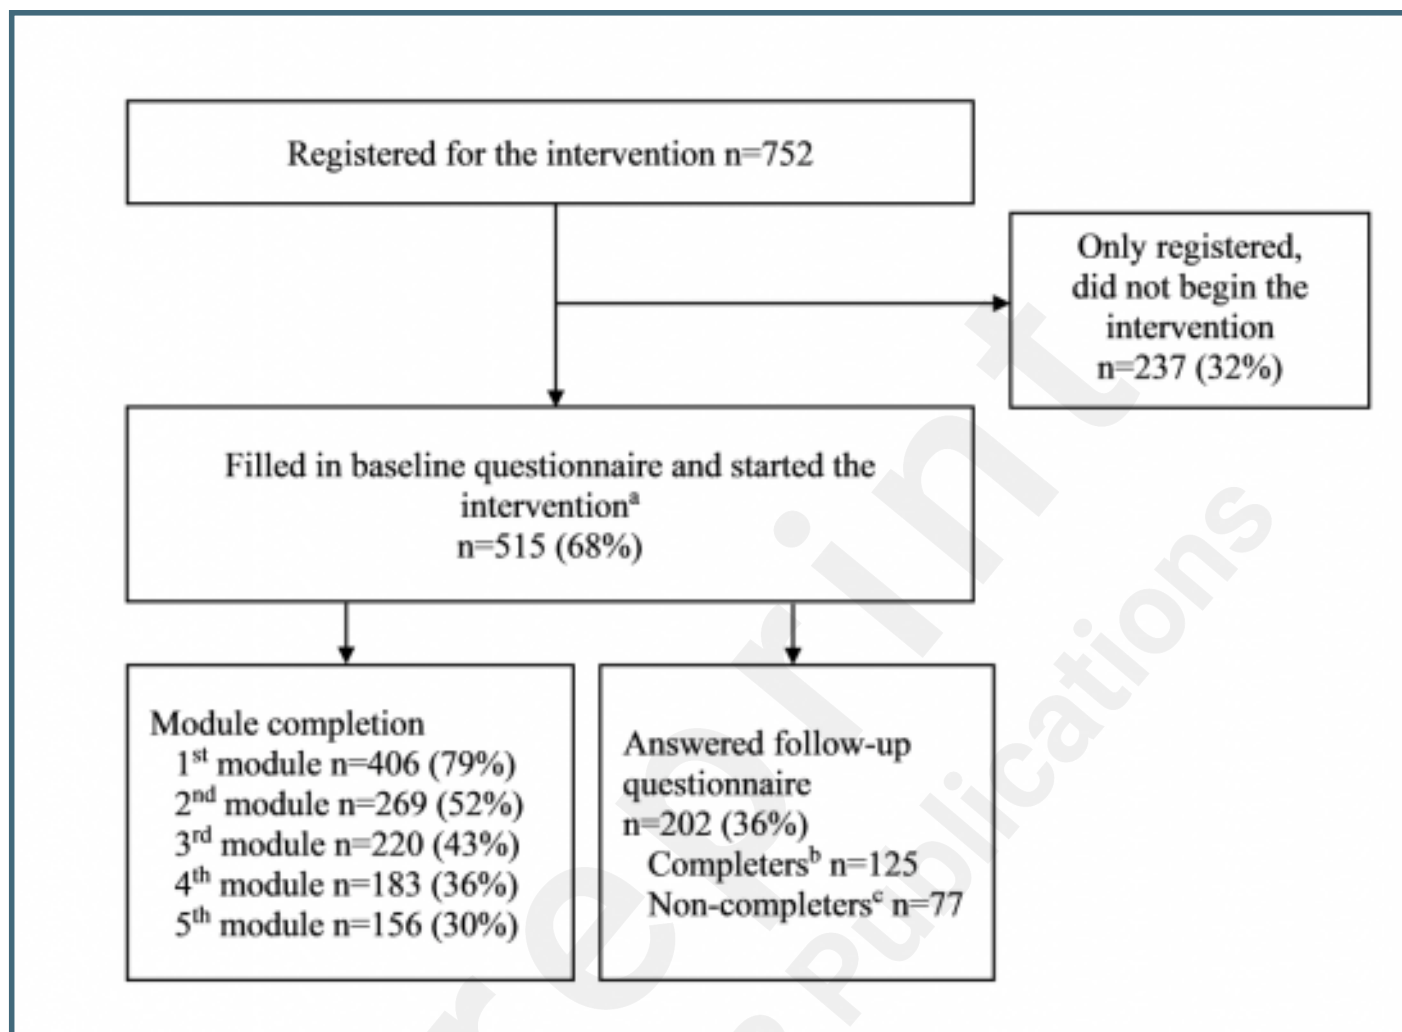 Registered for the intervention n=752
Only registered,
did not begin the
intervention
n=237 (32%)
Filled in baseline questionnaire and started the
interventionᵃ
n=515 (68%)
Module completion
1ˢᵗ module n=406 (79%)
2ⁿᵈ module n=269 (52%)
3ʳᵈ module n=220 (43%)
4ᵗʰ module n=183 (36%)
5ᵗʰ module n=156 (30%)
Answered follow-up
questionnaire
n=202 (36%)
Completersᵇ n=125
Non-completersᶜ n=77
eprint
Publications